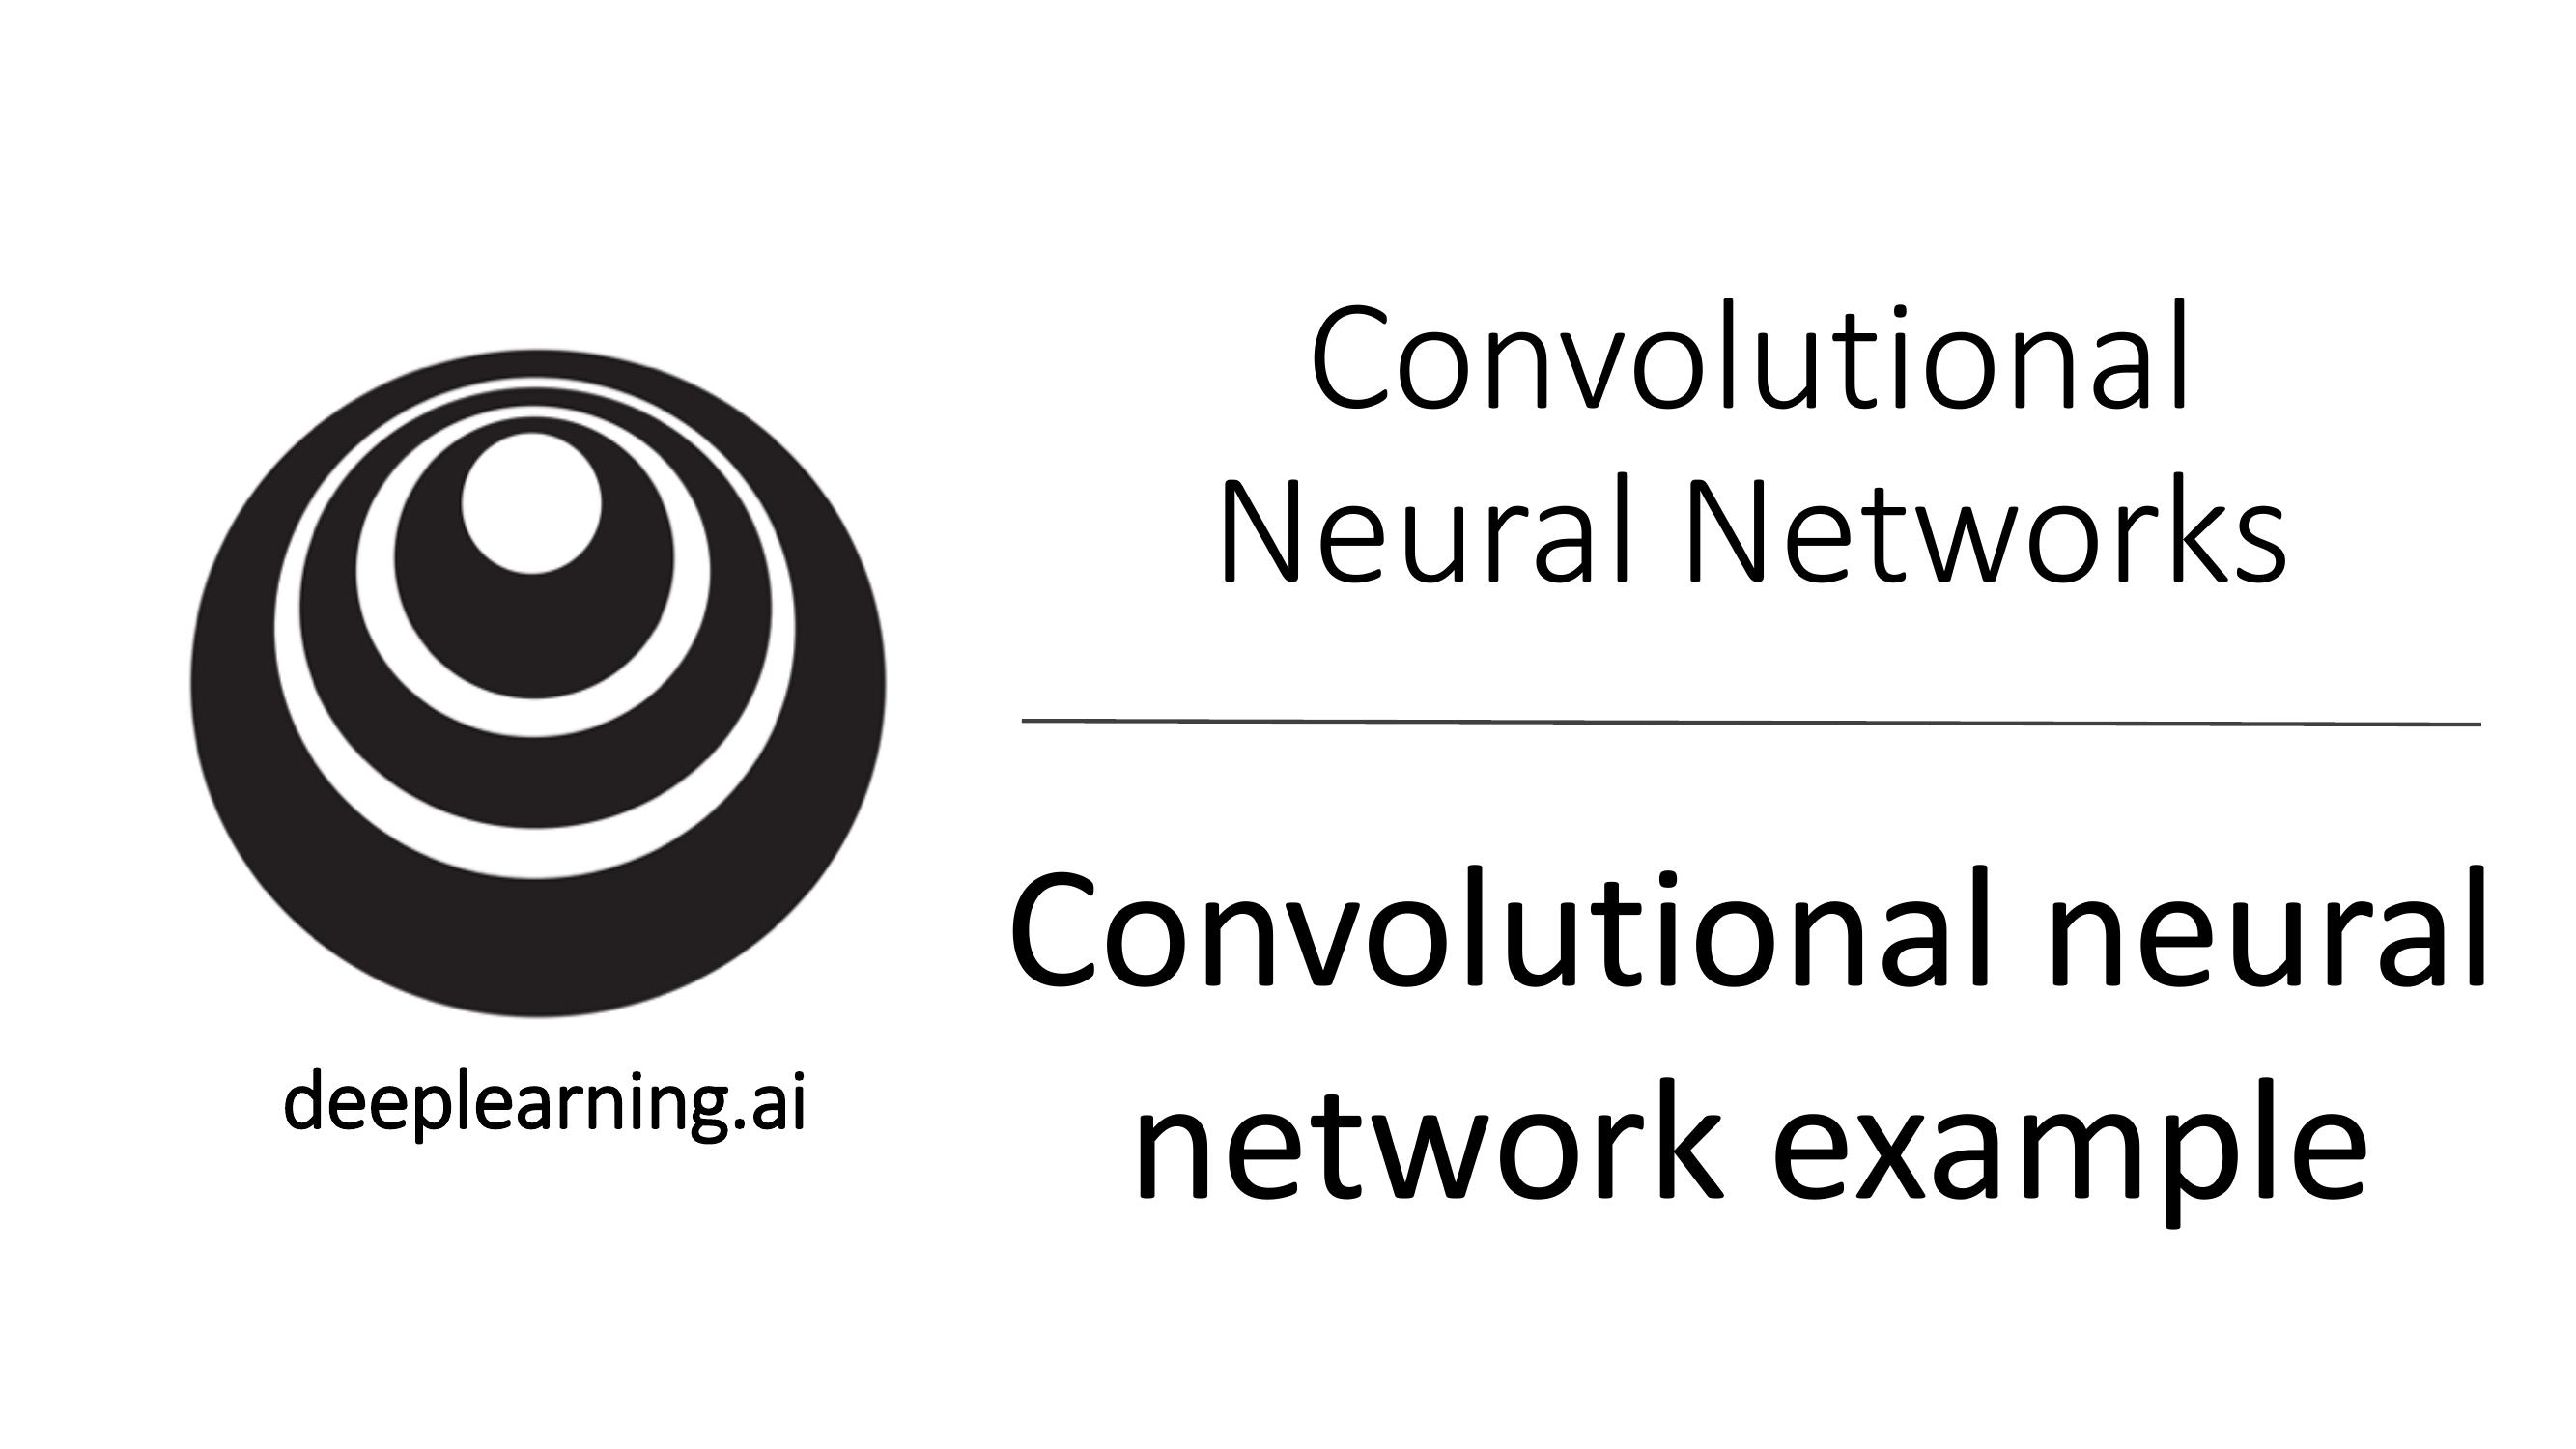 Convolutional
Neural Networks
deeplearning.ai
Convolutional neural
network example